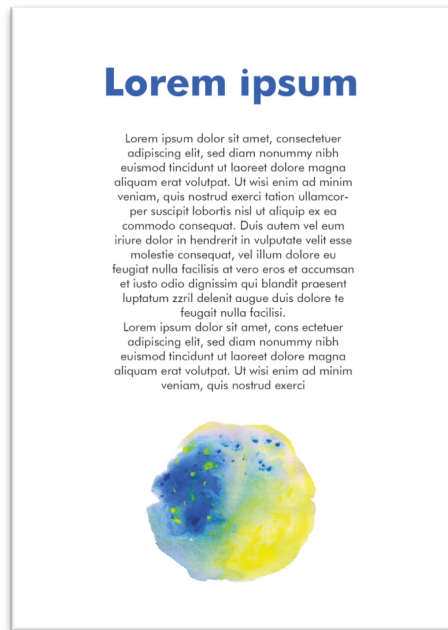 Lorem ipsum
Lorem ipsum dolor sit amet, consectetuer
adipiscing elit, sed diam nonummy nibh
euismod tincidunt ut laoreet dolore magna
aliquam erat volutpat. Ut wisi enim ad minim
veniam, quis nostrud exerci tation ullamcor-
per suscipit lobortis nisl ut aliquip ex ea
commodo consequat. Duis autem vel eum
iriure dolor in hendrerit in vulputate velit esse
molestie consequat, vel illum dolore eu
feugiat nulla facilisis at vero eros et accumsan
et iusto odio dignissim qui blandit praesent
luptatum zzril delenit augue duis dolore te
feugait nulla facilisi.
Lorem ipsum dolor sit amet, cons ectetuer
adipiscing elit, sed diam nonummy nibh
euismod tincidunt ut laoreet dolore magna
aliquam erat volutpat. Ut wisi enim ad minim
veniam, quis nostrud exerci